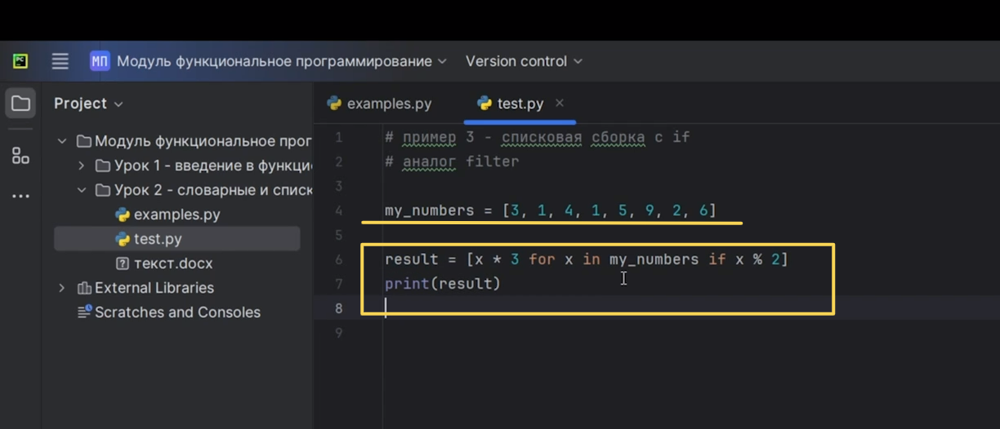 PC
МП Модуль функциональное программирование Version control
Project
examples.py test.py
Модуль функциональное прог
Урок 1 - введение в функци
Урок 2 - словарные и списк
examples.py
test.py
текст.docx
External Libraries
Scratches and Consoles
1 # пример 3 - списковая сборка с if
2 # аналог filter
3
4 my_numbers = [3, 1, 4, 1, 5, 9, 2, 6]
5
6 result = [x * 3 for x in my_numbers if x % 2]
7 print(result)
8
9